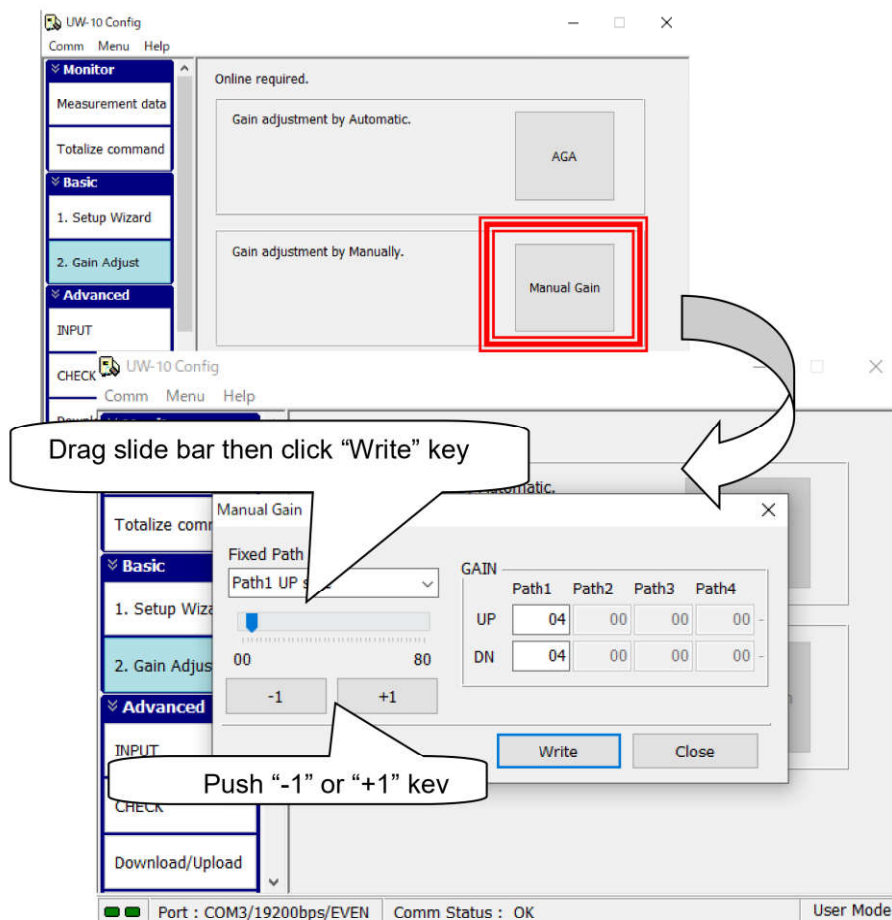 UW-10 Config
Comm Menu Help
Monitor
Measurement data
Totalize command
Basic
1. Setup Wizard
2. Gain Adjust
Advanced
INPUT
CHECK
Online required.
Gain adjustment by Automatic.
AGA
Gain adjustment by Manually.
Manual Gain
UW-10 Config
Comm Menu Help
Drag slide bar then click “Write” key
Totalize comm
Basic
1. Setup Wiza
2. Gain Adjus
Advanced
INPUT
CHECK
Download/Upload
Manual Gain
Fixed Path
Path1 UP
00 80
-1 +1
GAIN
Path1 Path2 Path3 Path4
UP 04 00 00 00 -
DN 04 00 00 00 -
Write Close
Push “-1” or “+1” key
Port : COM3/19200bps/EVEN Comm Status : OK User Mode